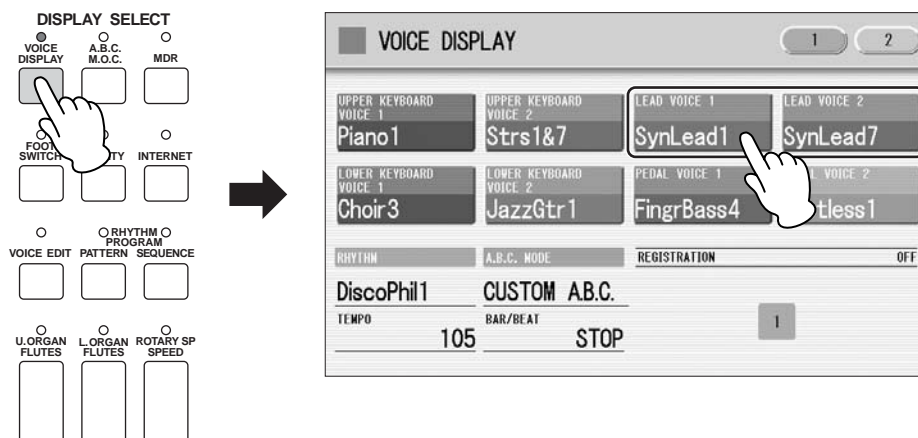 DISPLAY SELECT
VOICE DISPLAY
A.B.C. M.O.C.
MDR
FOOT SWITCH
INTERNET
RHYTHM PROGRAM
VOICE EDIT
PATTERN
SEQUENCE
U.ORGAN FLUTES
L.ORGAN FLUTES
ROTARY SP SPEED
VOICE DISPLAY
1
2
UPPER KEYBOARD VOICE 1
Piano1
UPPER KEYBOARD VOICE 2
Strs1&7
LEAD VOICE 1
SynLead1
LEAD VOICE 2
SynLead7
LOWER KEYBOARD VOICE 1
Choir3
LOWER KEYBOARD VOICE 2
JazzGtr1
PEDAL VOICE 1
FingrBass4
VOICE 2
RHYTHM
DiscoPhil1
A.B.C. MODE
CUSTOM A.B.C.
REGISTRATION
OFF
TEMPO
105
BAR/BEAT
STOP
1